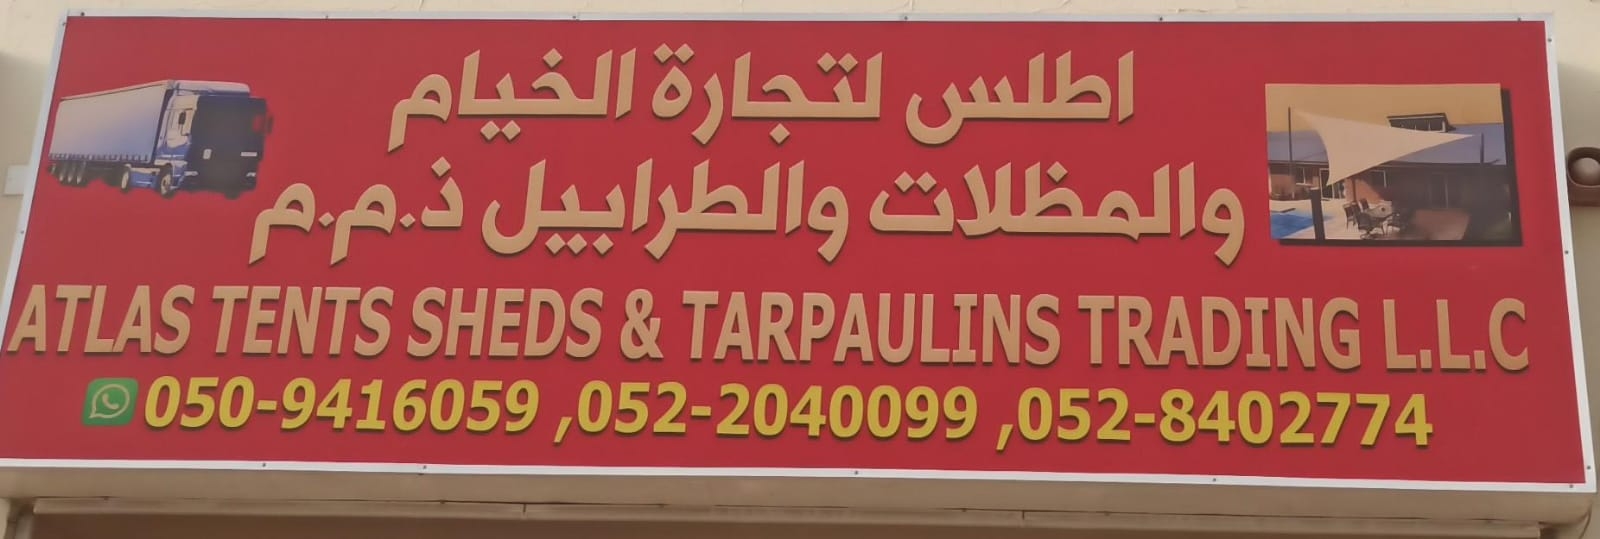 اطلس لتجارة الخيام
والمظلات والطرابيل ذ.م.م
ATLAS TENTS SHEDS & TARPAULINS TRADING L.L.C
050-9416059 ,052-2040099 ,052-8402774